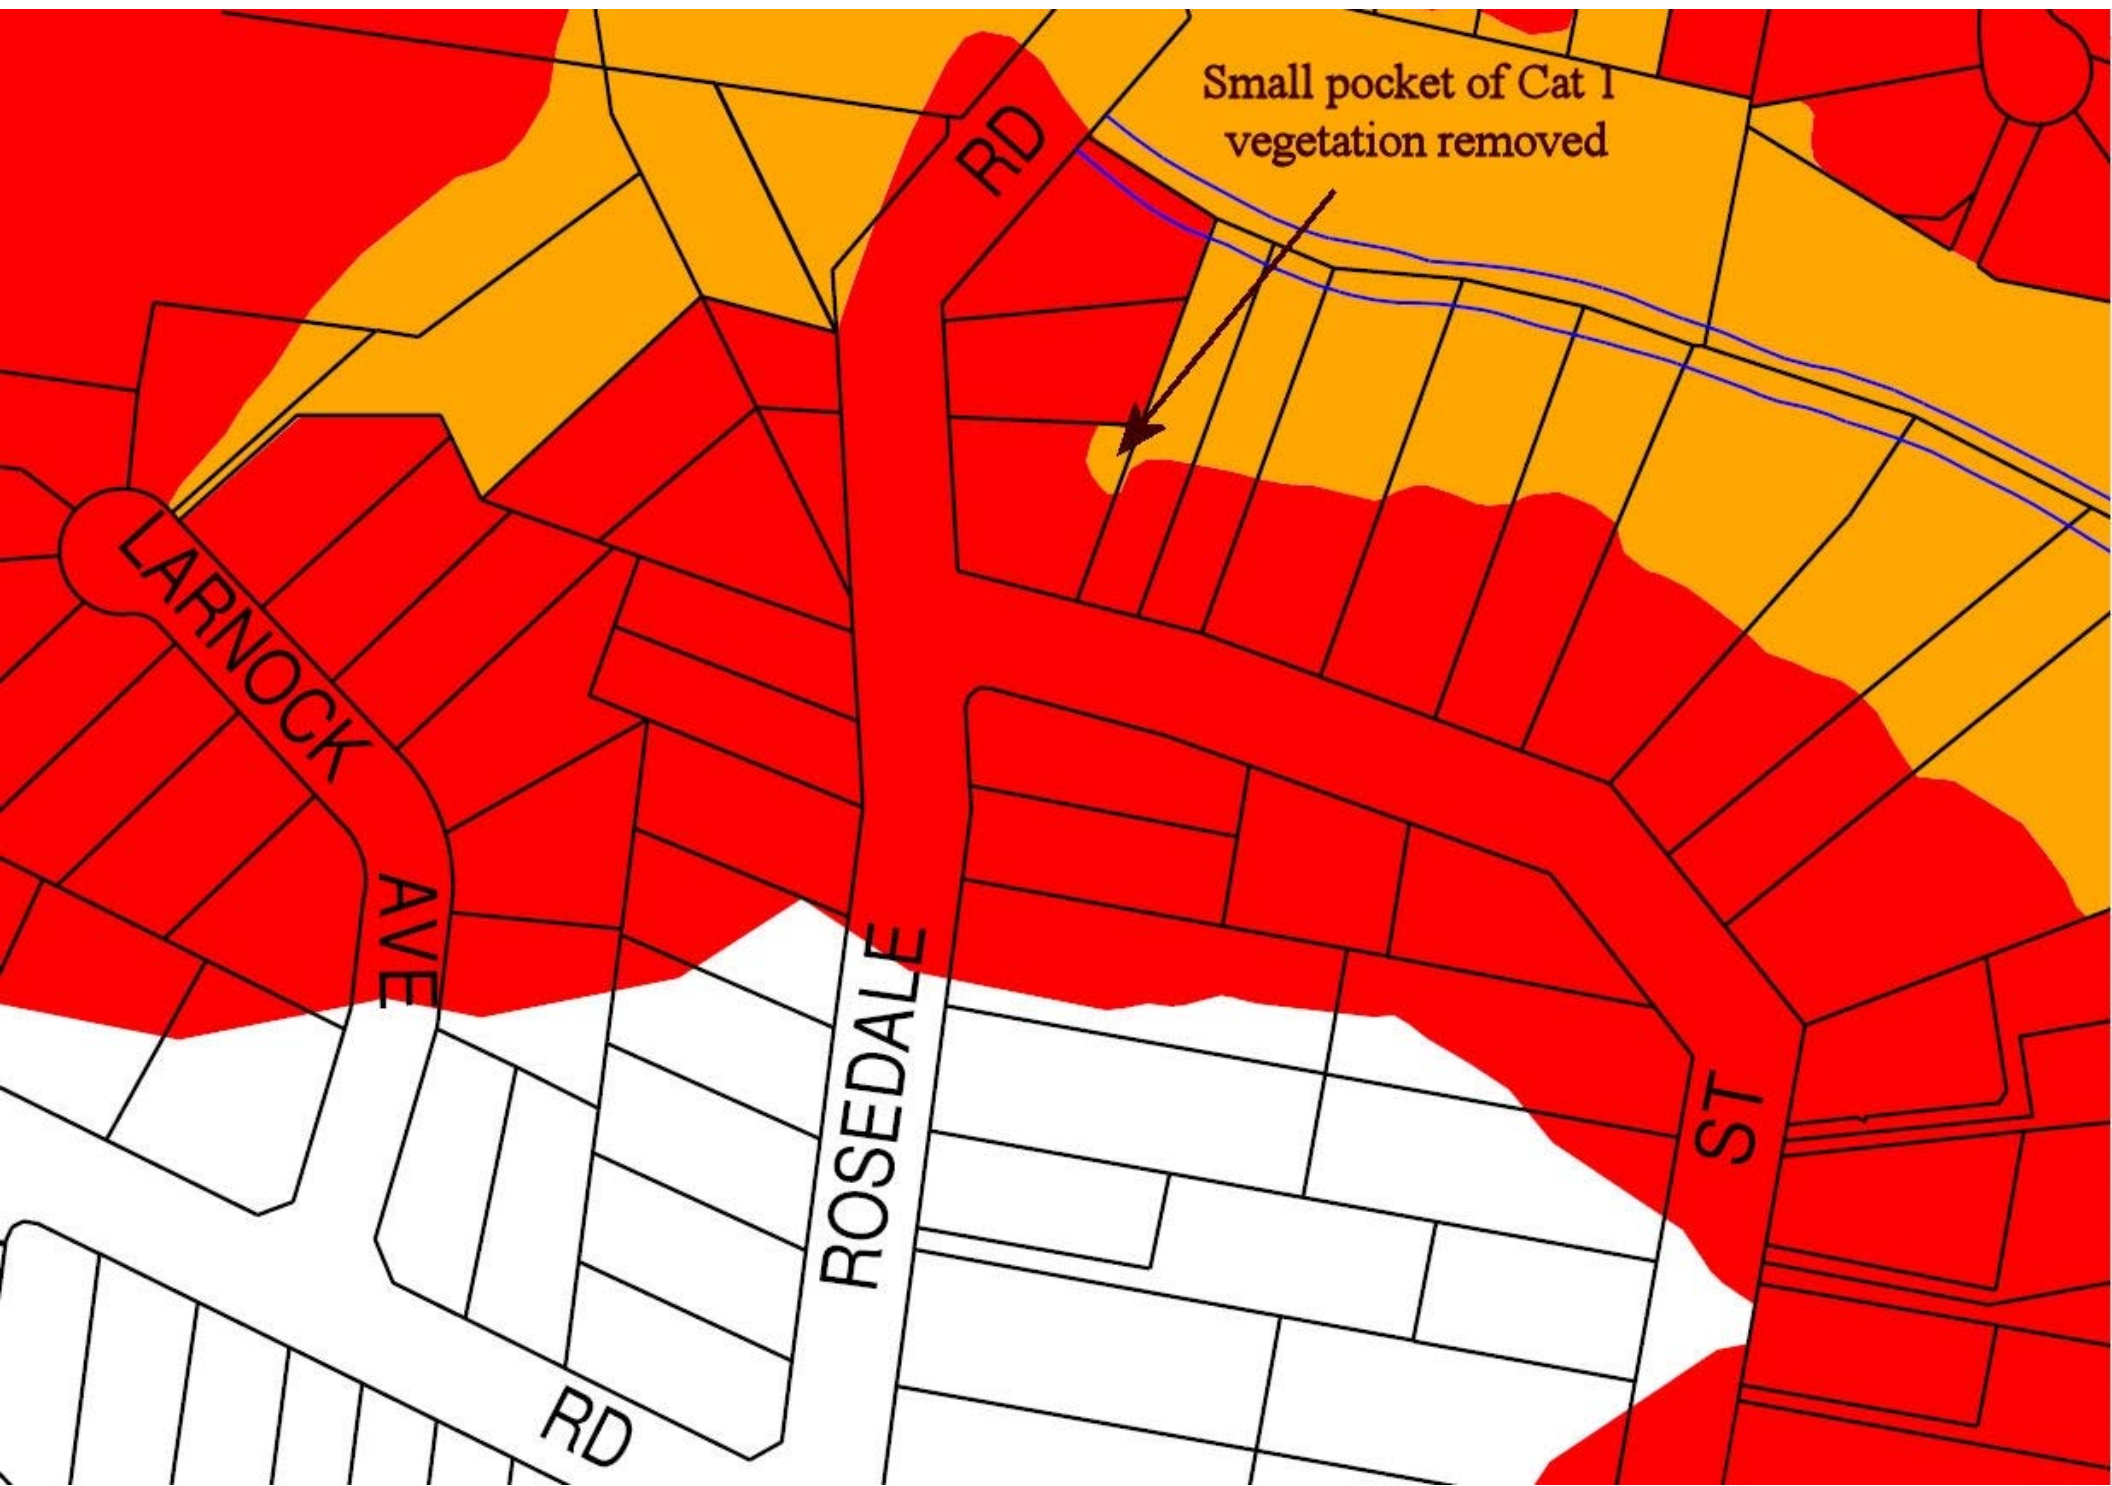 Small pocket of Cat 1
vegetation removed
RD
LARNOCK
AVE
ROSEDALE
ST
RD